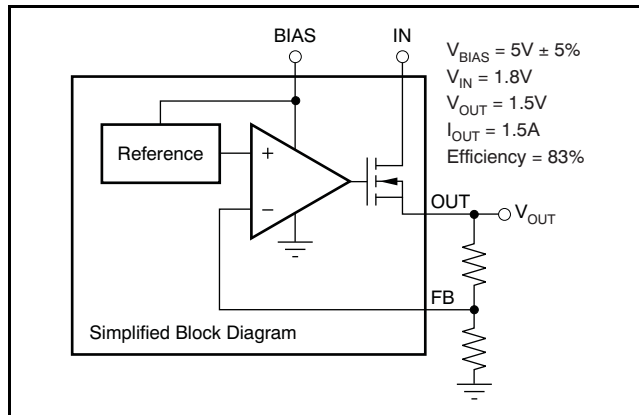 BIAS
IN
V_BIAS = 5V ± 5%
V_IN = 1.8V
V_OUT = 1.5V
I_OUT = 1.5A
Efficiency = 83%
Reference
+
−
OUT
V_OUT
FB
Simplified Block Diagram